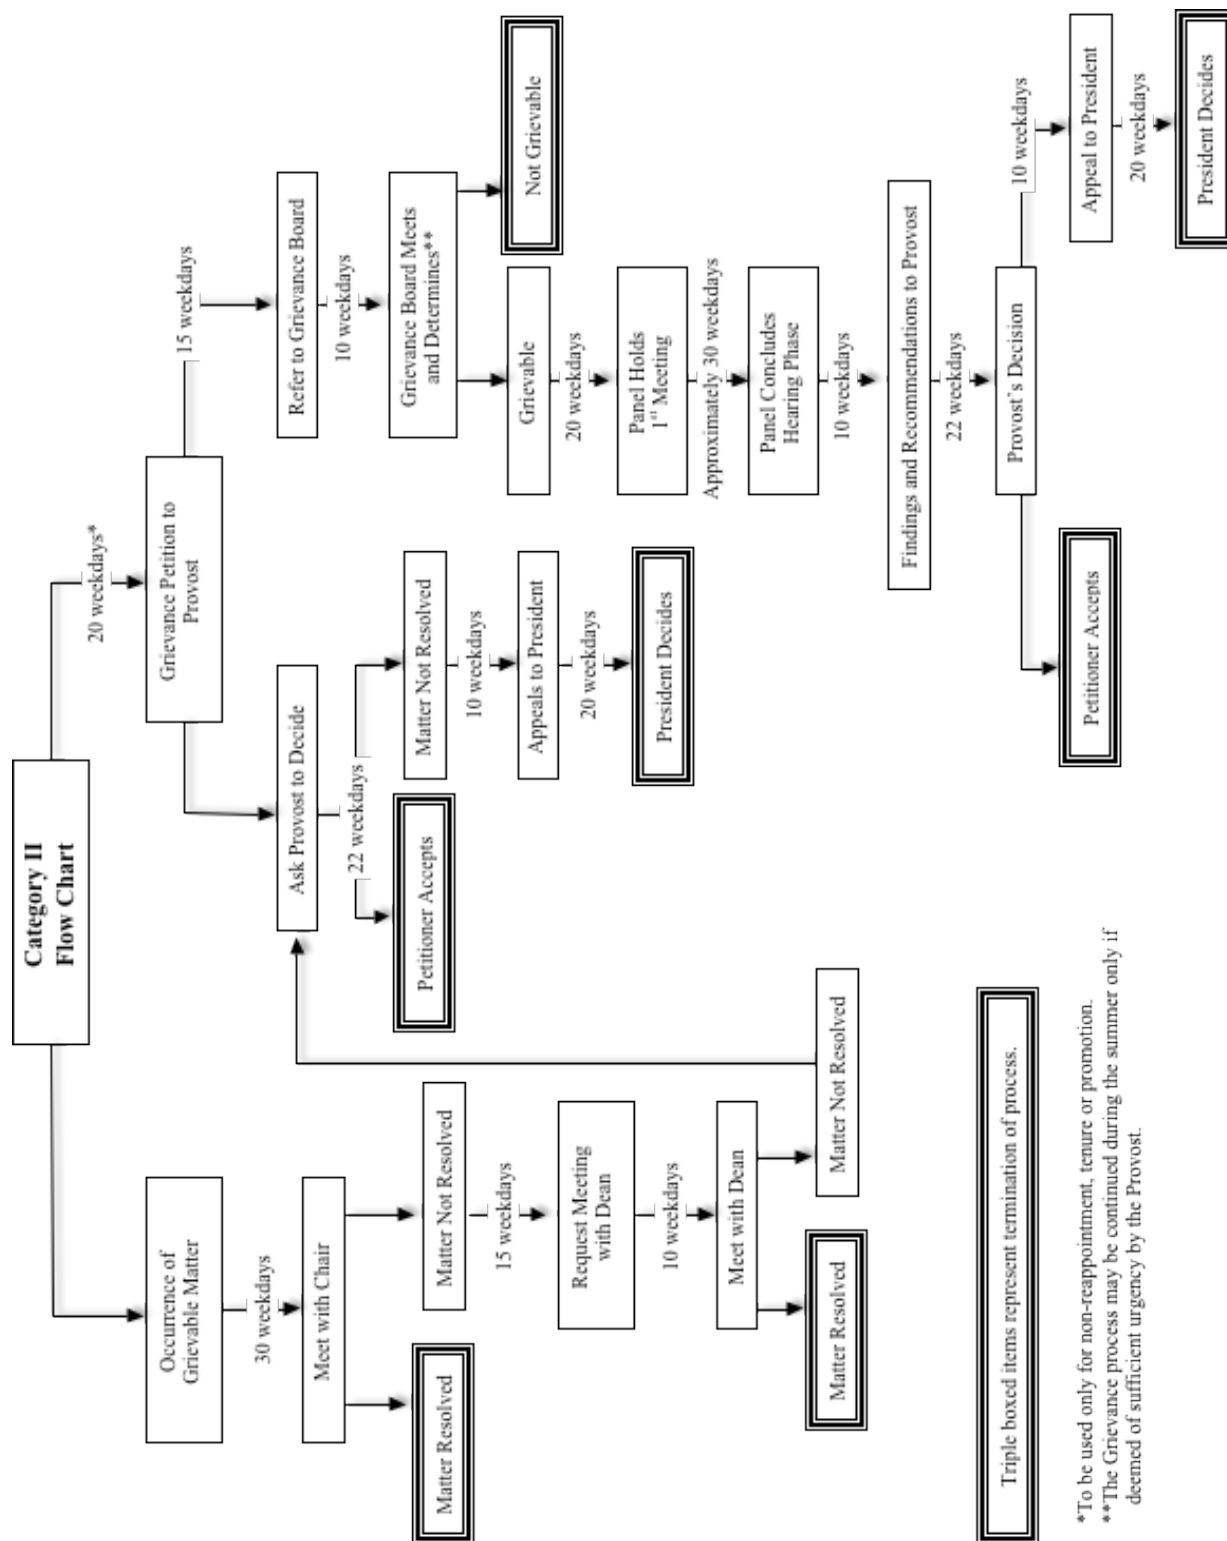 Category II
Flow Chart
20 weekdays*
Occurrence of
Grievable Matter
Grievance Petition to
Provost
30 weekdays
15 weekdays
Meet with Chair
Ask Provost to Decide
Refer to Grievance Board
22 weekdays
10 weekdays
Matter Resolved
Matter Not Resolved
Petitioner Accepts
Matter Not Resolved
Grievance Board Meets
and Determines**
15 weekdays
10 weekdays
Grievable
Not Grievable
Request Meeting
with Dean
Appeals to President
20 weekdays
10 weekdays
20 weekdays
Panel Holds
1st Meeting
Meet with Dean
President Decides
Approximately 30 weekdays
Matter Resolved
Matter Not Resolved
Panel Concludes
Hearing Phase
10 weekdays
Findings and Recommendations to Provost
22 weekdays
Triple boxed items represent termination of process.
Provost's Decision
10 weekdays
Petitioner Accepts
Appeal to President
20 weekdays
President Decides
*To be used only for non-reappointment, tenure or promotion.
**The Grievance process may be continued during the summer only if
deemed of sufficient urgency by the Provost.